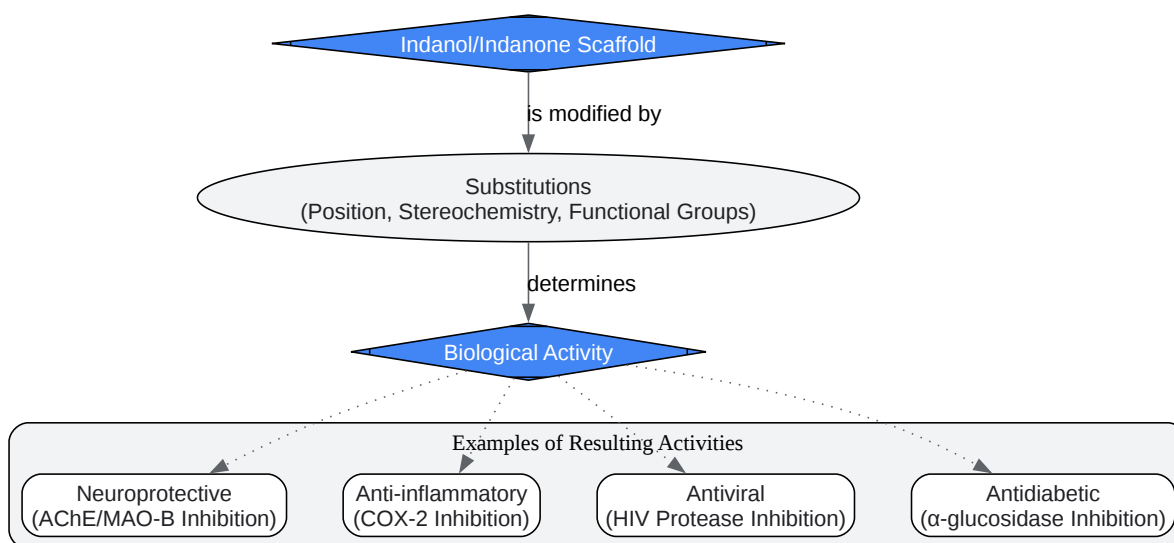 Indanol/Indanone Scaffold
is modified by
Substitutions
(Position, Stereochemistry, Functional Groups)
determines
Biological Activity
Examples of Resulting Activities
Neuroprotective
(AChE/MAO-B Inhibition)
Anti-inflammatory
(COX-2 Inhibition)
Antiviral
(HIV Protease Inhibition)
Antidiabetic
(α-glucosidase Inhibition)